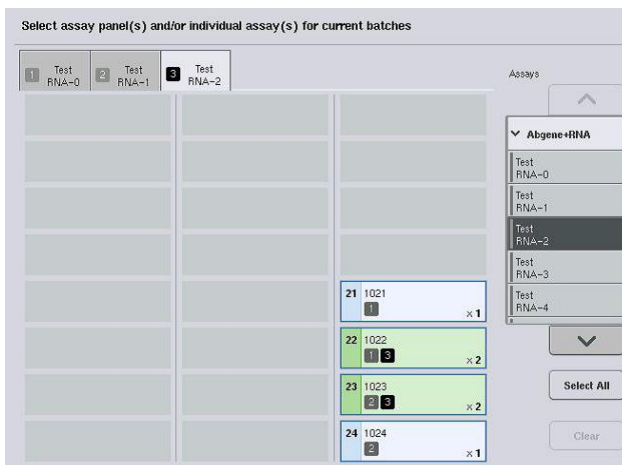 Select assay panel(s) and/or individual assay(s) for current batches
1 Test RNA-0
2 Test RNA-1
3 Test RNA-2
Assays
Abgene+RNA
Test
RNA-0
Test
RNA-1
Test
RNA-2
Test
RNA-3
Test
RNA-4
21 1021
1 x 1
22 1022
1 3 x 2
23 1023
2 3 x 2
24 1024
2 x 1
Select All
Clear